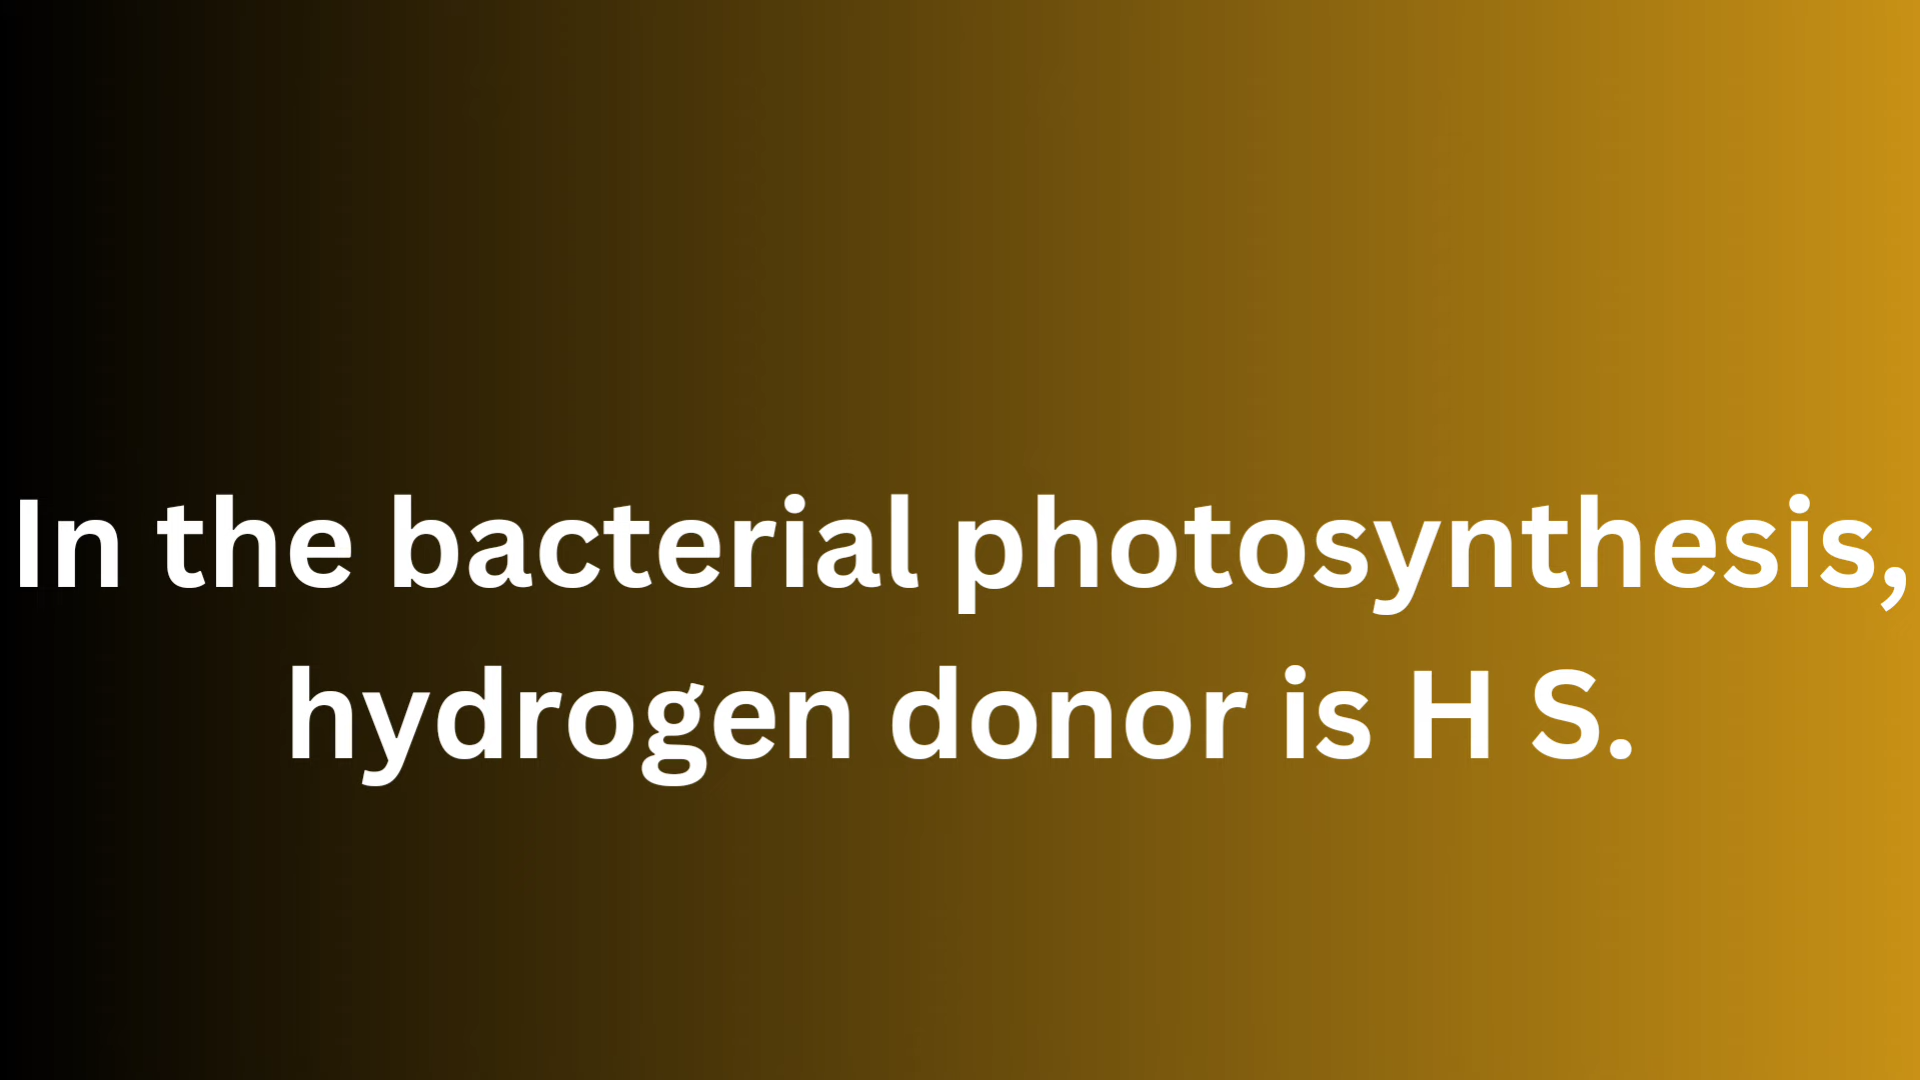 In the bacterial photosynthesis,
hydrogen donor is H S.